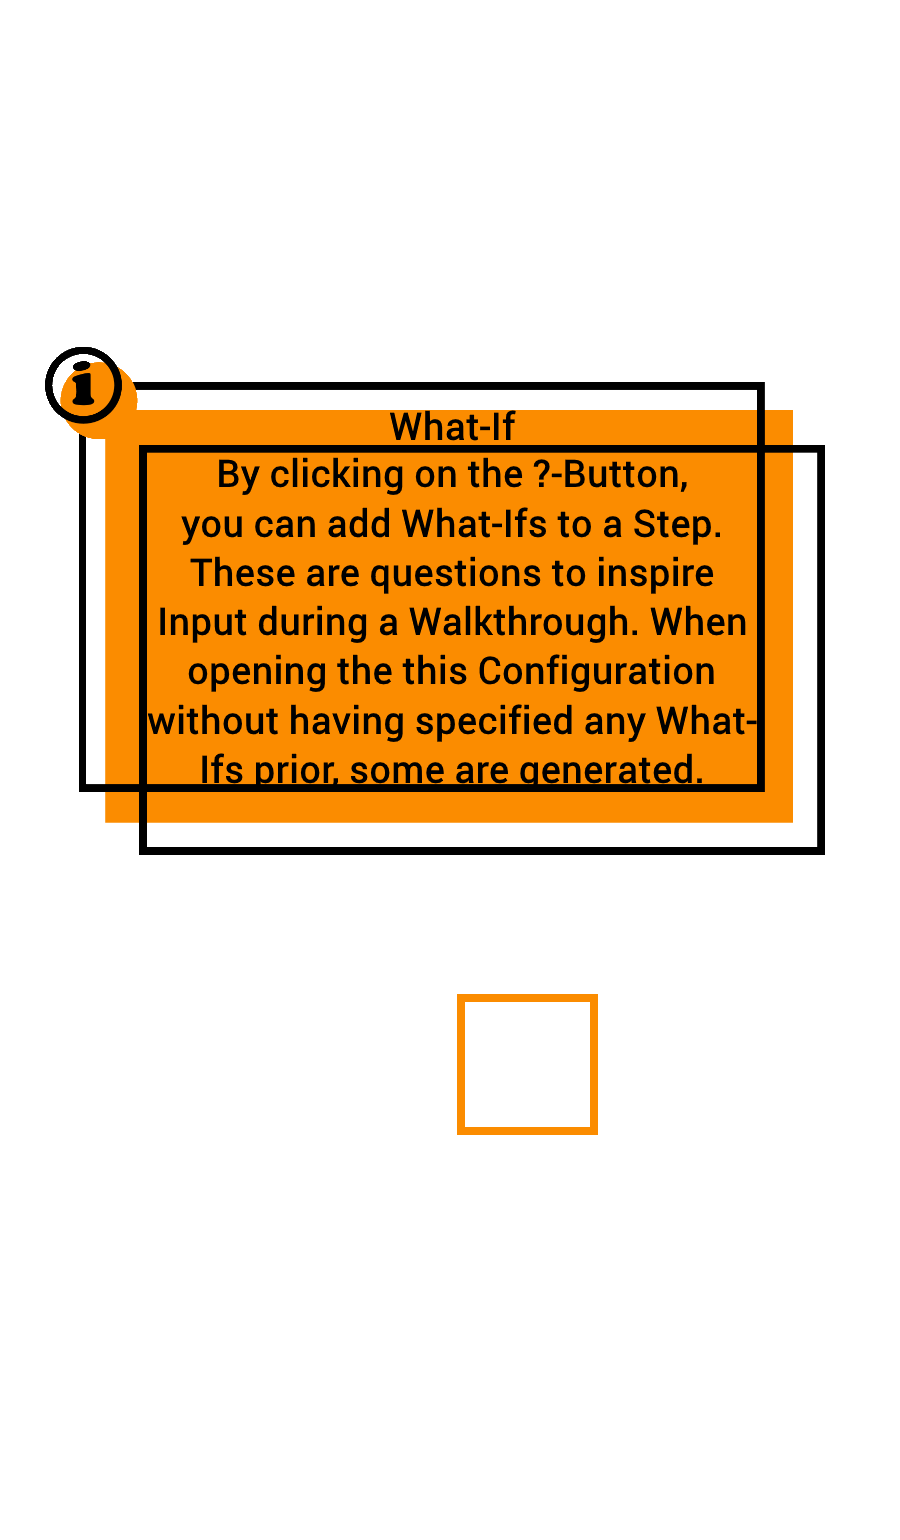 i
What-If
By clicking on the ?-Button,
you can add What-Ifs to a Step.
These are questions to inspire
Input during a Walkthrough. When
opening the this Configuration
without having specified any What-
Ifs prior, some are generated.